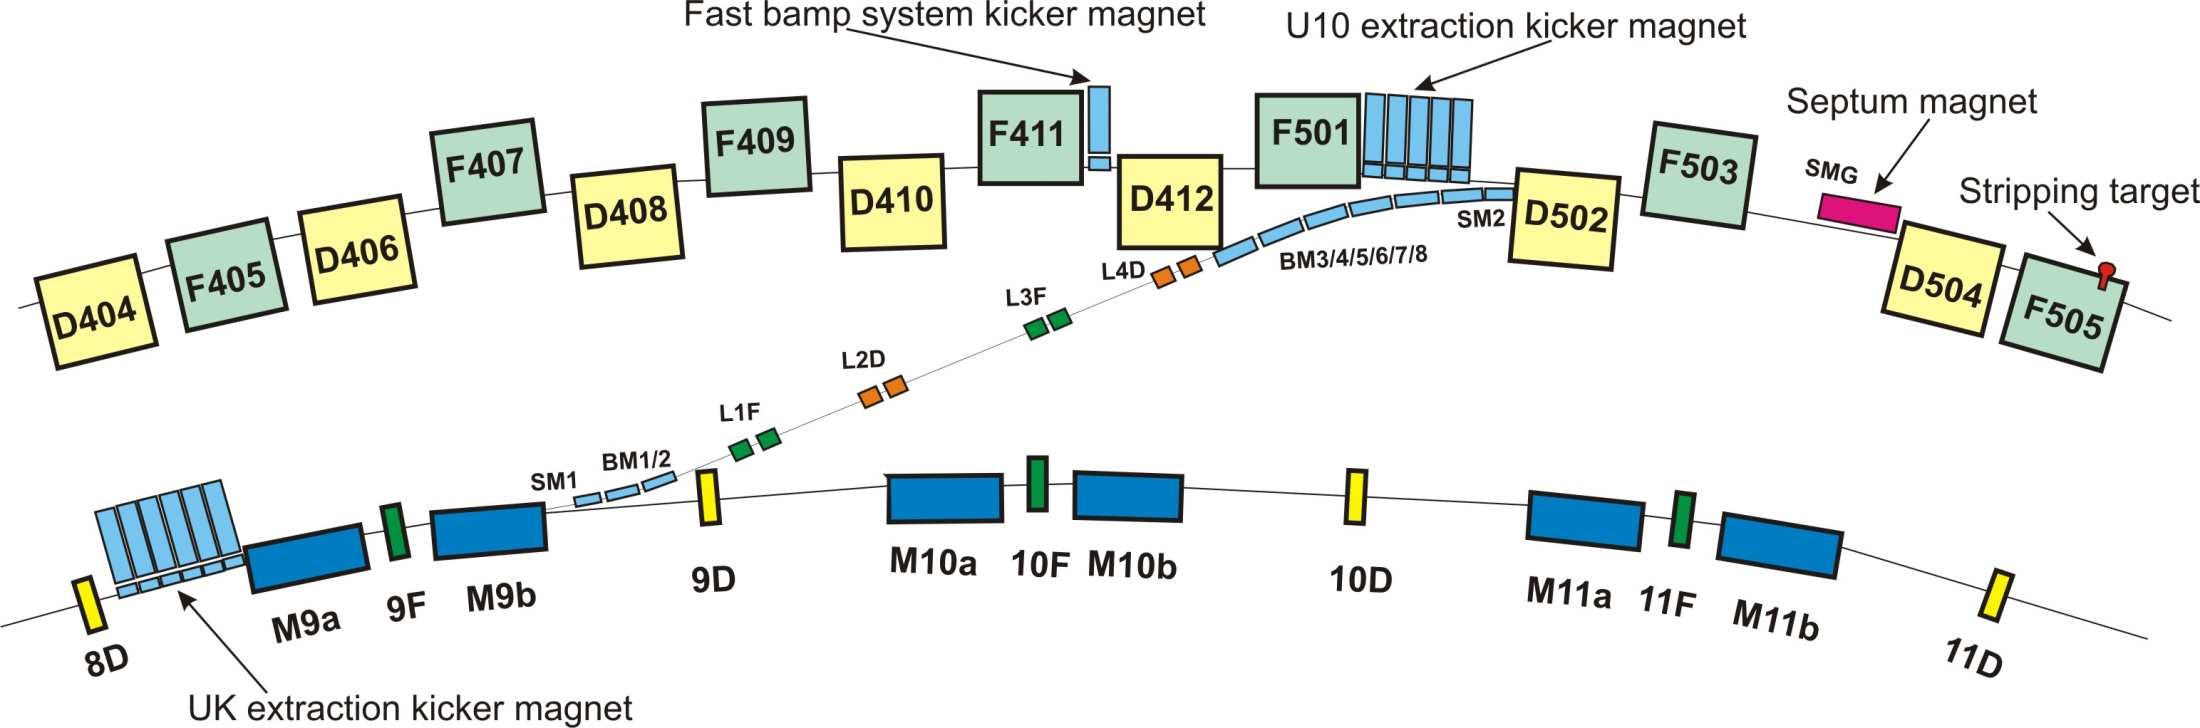 Fast bamp system kicker magnet
U10 extraction kicker magnet
Septum magnet
Stripping target
D404
F405
D406
F407
D408
F409
D410
F411
D412
F501
D502
F503
SMG
D504
F505
SM2
BM3/4/5/6/7/8
L4D
L3F
L2D
L1F
BM1/2
SM1
8D
M9a
9F
M9b
9D
M10a
10F
M10b
10D
M11a
11F
M11b
11D
UK extraction kicker magnet